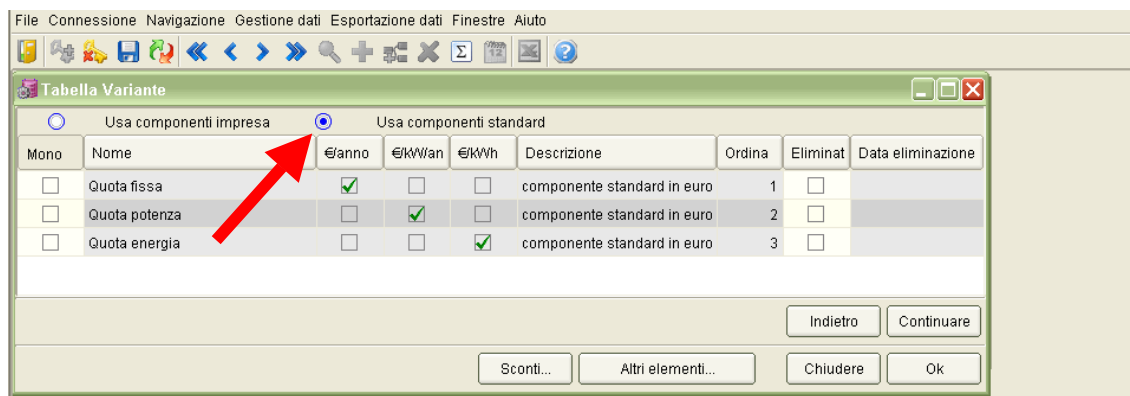 File Connessione Navigazione Gestione dati Esportazione dati Finestre Aiuto
Σ 12 ?
Tabella Variante
Usa componenti impresa Usa componenti standard
Mono Nome €/anno €/kW/an €/kWh Descrizione Ordina Eliminat Data eliminazione
Quota fissa componente standard in euro 1
Quota potenza componente standard in euro 2
Quota energia componente standard in euro 3
Indietro Continuare
Sconti... Altri elementi... Chiudere Ok